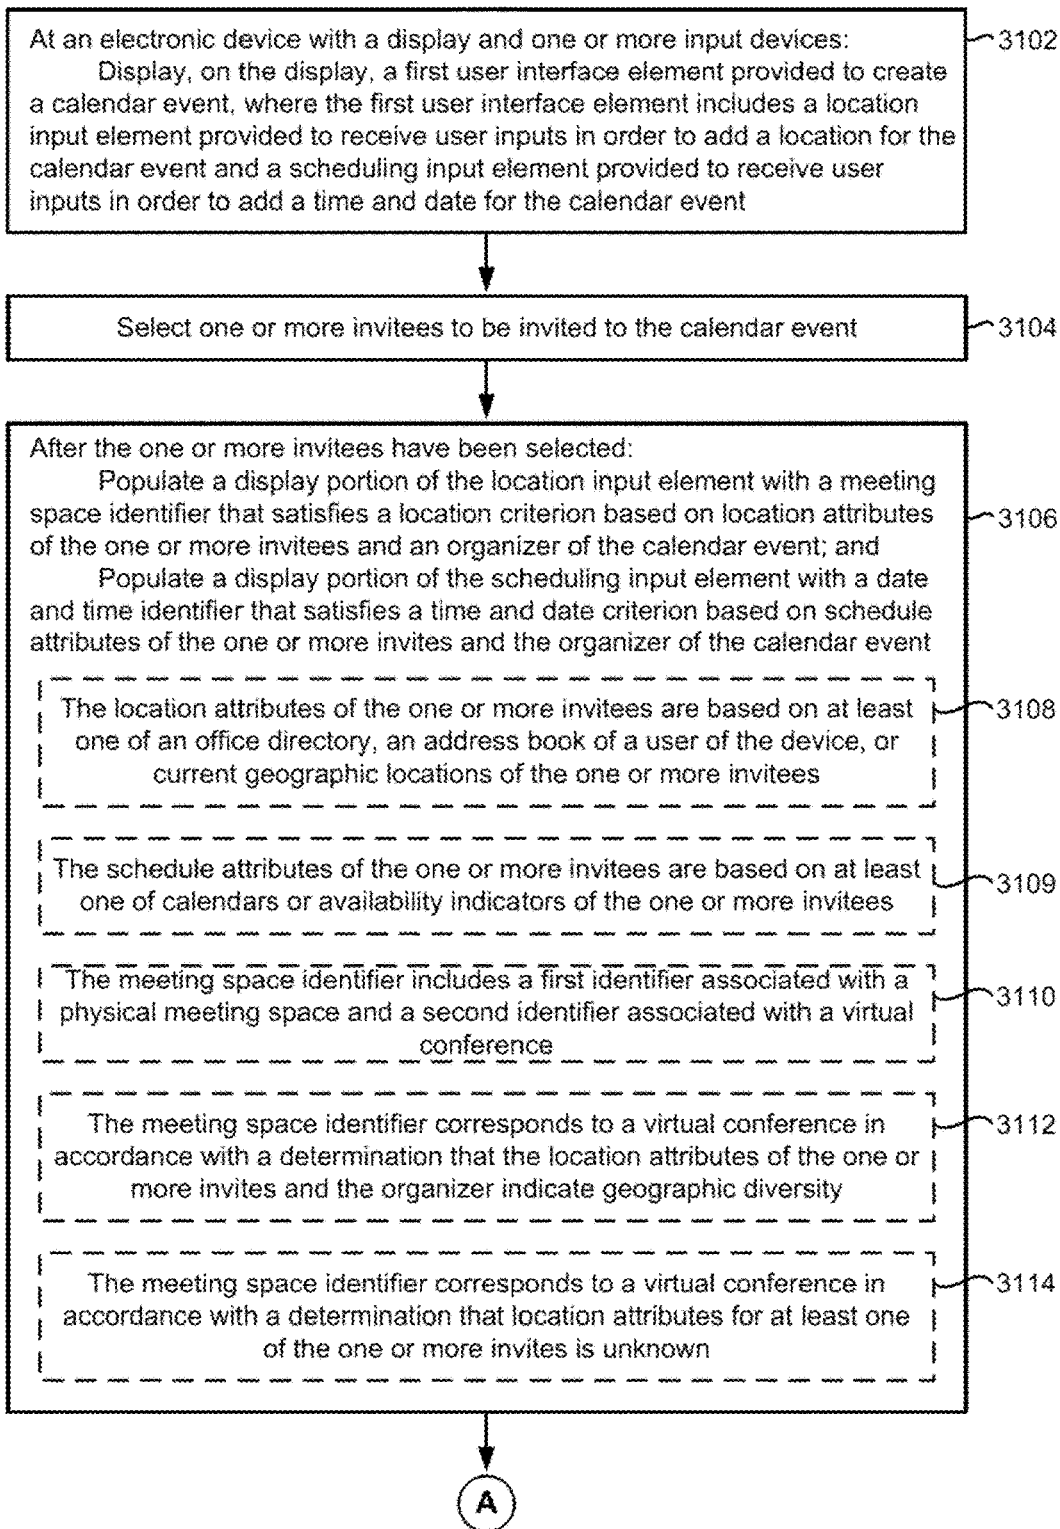 At an electronic device with a display and one or more input devices:
Display, on the display, a first user interface element provided to create
a calendar event, where the first user interface element includes a location
input element provided to receive user inputs in order to add a location for the
calendar event and a scheduling input element provided to receive user
inputs in order to add a time and date for the calendar event
3102
Select one or more invitees to be invited to the calendar event
3104
After the one or more invitees have been selected:
Populate a display portion of the location input element with a meeting
space identifier that satisfies a location criterion based on location attributes
of the one or more invitees and an organizer of the calendar event; and
Populate a display portion of the scheduling input element with a date
and time identifier that satisfies a time and date criterion based on schedule
attributes of the one or more invites and the organizer of the calendar event
3106
The location attributes of the one or more invitees are based on at least
one of an office directory, an address book of a user of the device, or
current geographic locations of the one or more invitees
3108
The schedule attributes of the one or more invitees are based on at least
one of calendars or availability indicators of the one or more invitees
3109
The meeting space identifier includes a first identifier associated with a
physical meeting space and a second identifier associated with a virtual
conference
3110
The meeting space identifier corresponds to a virtual conference in
accordance with a determination that the location attributes of the one or
more invites and the organizer indicate geographic diversity
3112
The meeting space identifier corresponds to a virtual conference in
accordance with a determination that location attributes for at least one
of the one or more invites is unknown
3114
A